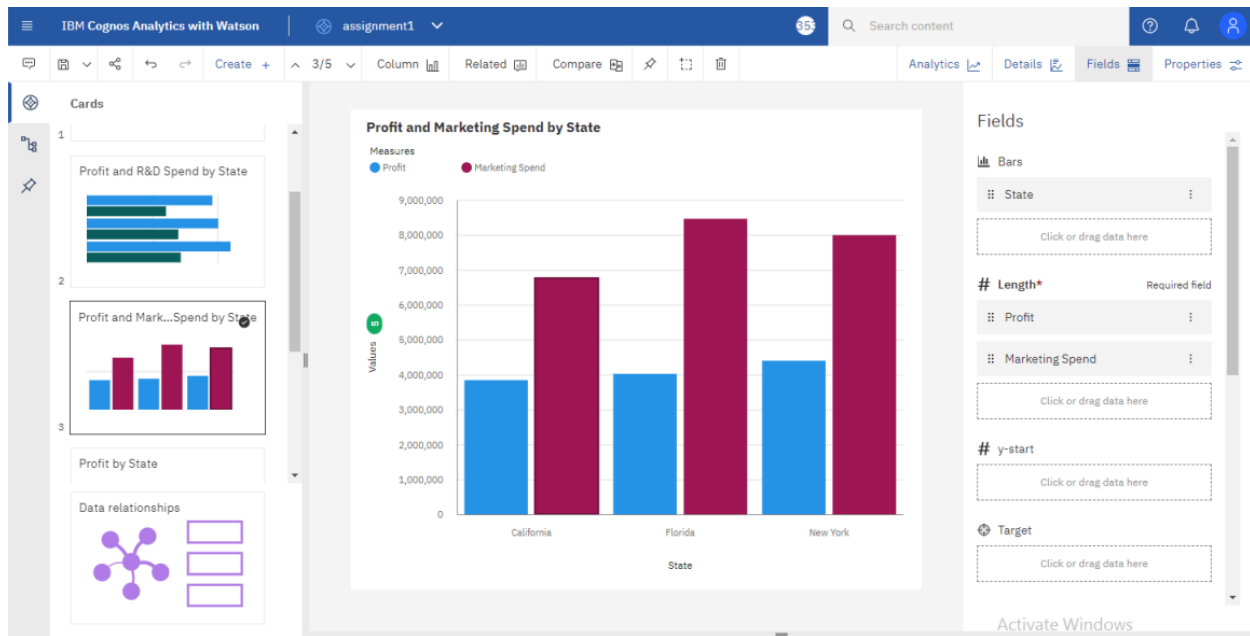 IBM Cognos Analytics with Watson
assignment1
Search content
Create +
3/5
Column
Related
Compare
Analytics
Details
Fields
Properties
Cards
1
Profit and R&D Spend by State
2
Profit and Mark...Spend by State
3
Profit by State
Data relationships
Profit and Marketing Spend by State
Measures
Profit
Marketing Spend
9,000,000
8,000,000
7,000,000
6,000,000
5,000,000
4,000,000
3,000,000
2,000,000
1,000,000
0
Values
California
Florida
New York
State
Fields
Bars
State
Click or drag data here
# Length*
Required field
Profit
Marketing Spend
Click or drag data here
# y-start
Click or drag data here
Target
Click or drag data here
Activate Windows